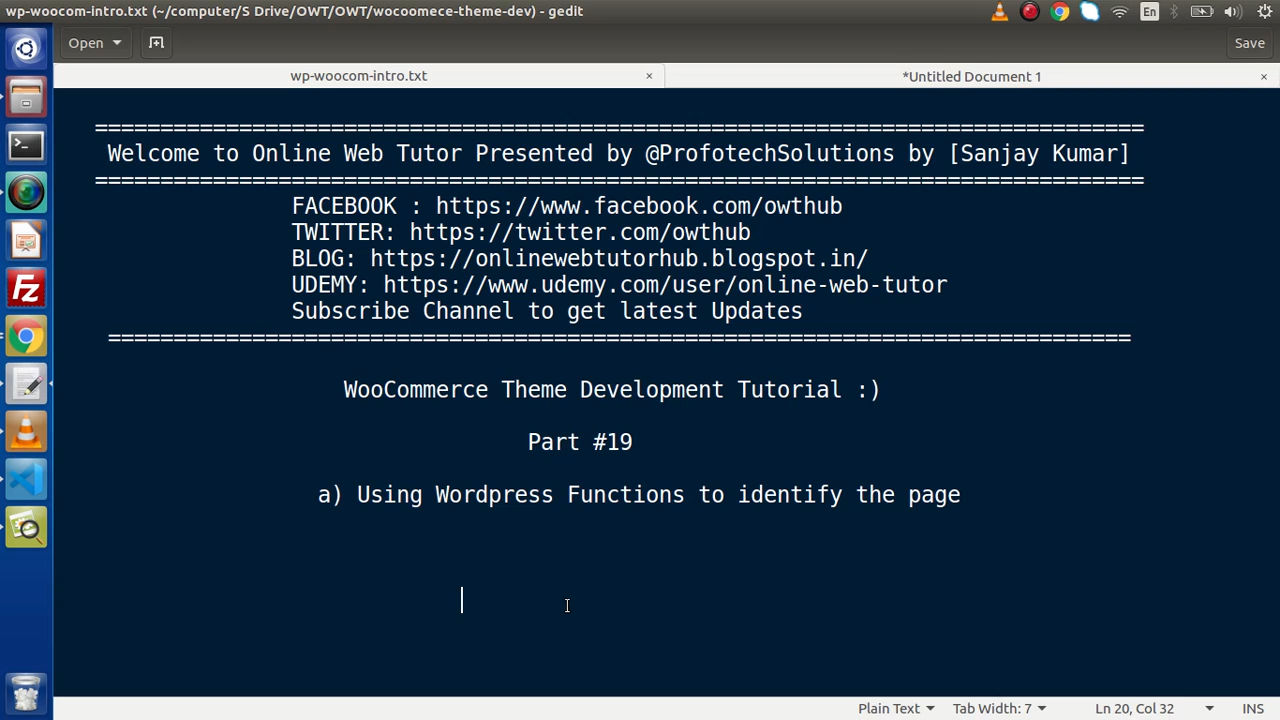 wp-woocom-intro.txt (~/computer/S Drive/OWT/OWT/wocoomece-theme-dev) - gedit
En
Open
Save
wp-woocom-intro.txt
*Untitled Document 1
================================================================================
Welcome to Online Web Tutor Presented by @ProfotechSolutions by [Sanjay Kumar]
================================================================================
FACEBOOK : https://www.facebook.com/owthub
TWITTER: https://twitter.com/owthub
BLOG: https://onlinewebtutorhub.blogspot.in/
UDEMY: https://www.udemy.com/user/online-web-tutor
Subscribe Channel to get latest Updates
==============================================================================
WooCommerce Theme Development Tutorial :)
Part #19
a) Using Wordpress Functions to identify the page
Plain Text
Tab Width: 7
Ln 20, Col 32
INS